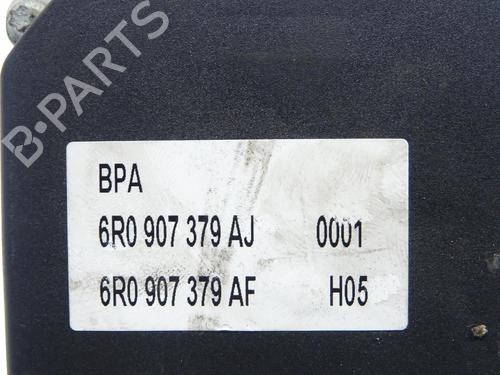 B-PARTS
BPA
6R0 907 379 AJ 0001
6R0 907 379 AF H05